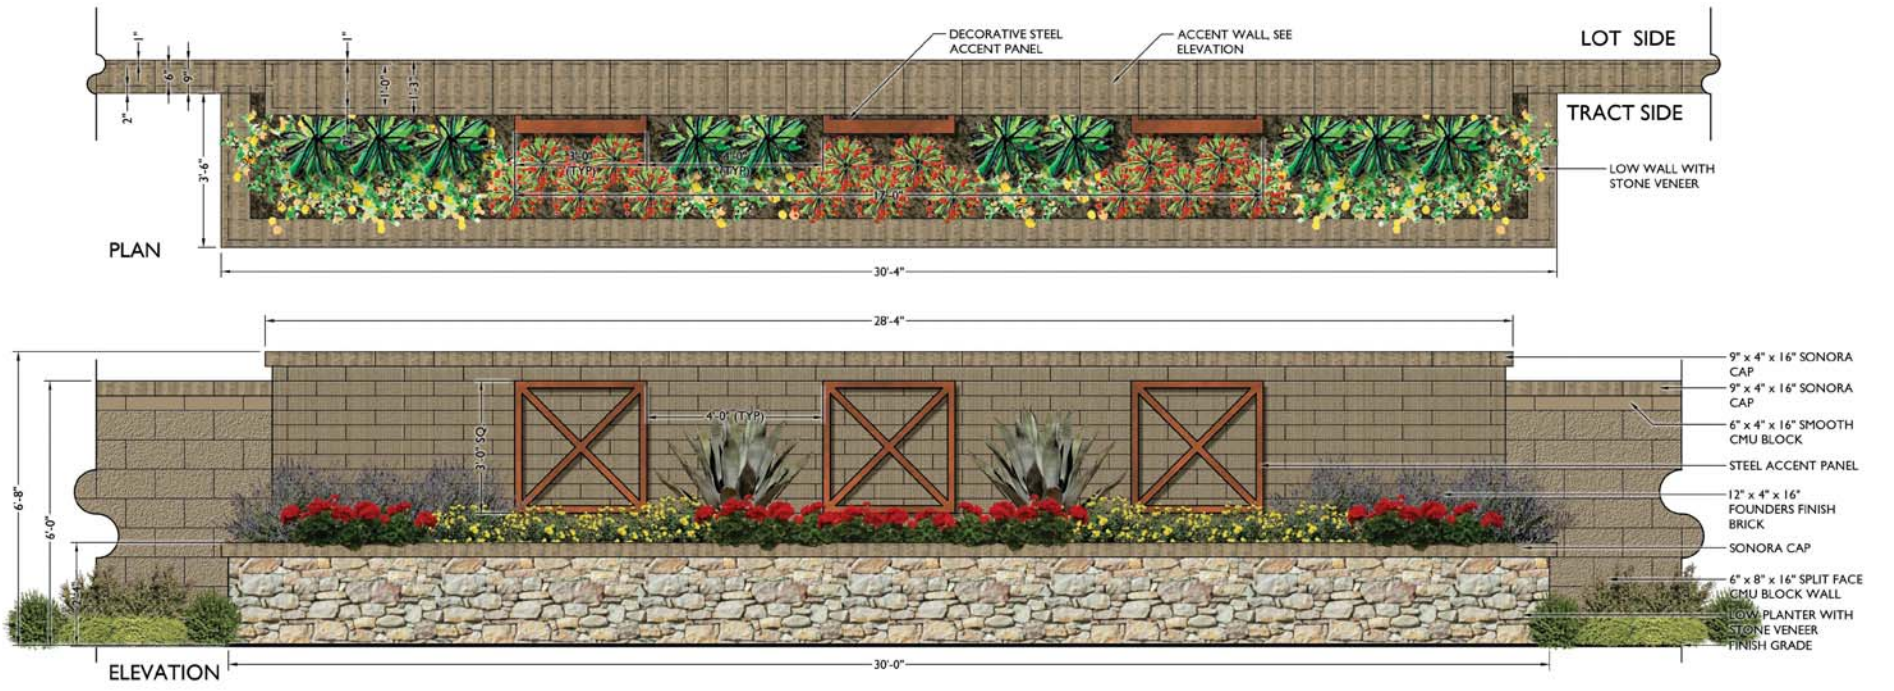 1"
1"
DECORATIVE STEEL
ACCENT PANEL
ACCENT WALL, SEE
ELEVATION
LOT SIDE
6"
9"
1'-0"
1'-3"
2"
TRACT SIDE
3'-6"
3'-0"
(TYP)
4'-0"
(TYP)
17'-0"
LOW WALL WITH
STONE VENEER
PLAN
30'-4"
28'-4"
9" x 4" x 16" SONORA
CAP
9" x 4" x 16" SONORA
CAP
4'-0" (TYP)
6" x 4" x 16" SMOOTH
CMU BLOCK
3'-0" SQ
STEEL ACCENT PANEL
6'-8"
6'-0"
12" x 4" x 16"
FOUNDERS FINISH
BRICK
SONORA CAP
6" x 8" x 16" SPLIT FACE
CMU BLOCK WALL
LOW PLANTER WITH
STONE VENEER
FINISH GRADE
30'-0"
ELEVATION